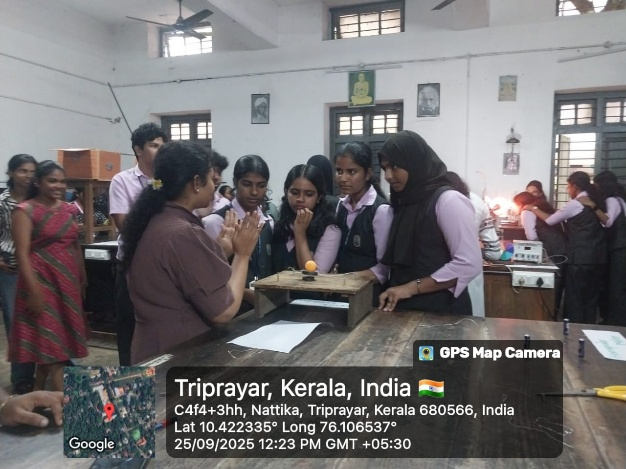 GPS Map Camera
Triprayar, Kerala, India
C4f4+3hh, Nattika, Triprayar, Kerala 680566, India
Lat 10.422335° Long 76.106537°
25/09/2025 12:23 PM GMT +05:30
Google